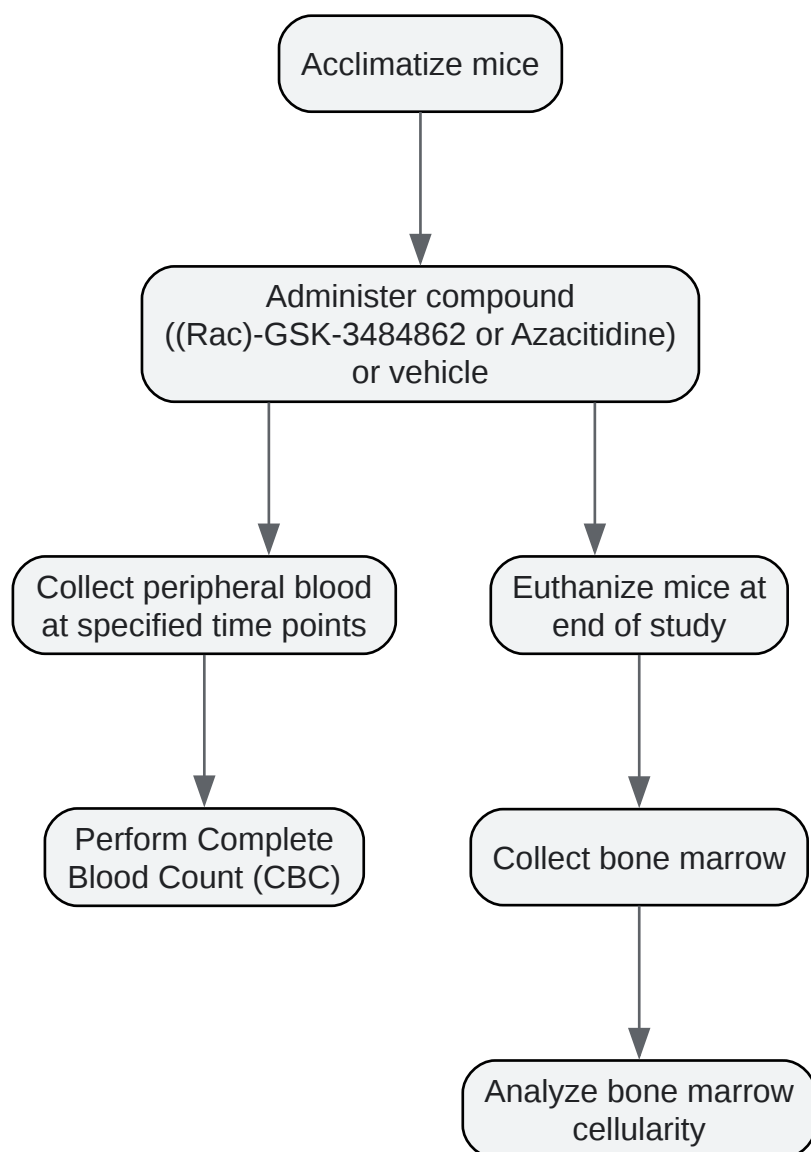 Acclimatize mice
Administer compound
((Rac)-GSK-3484862 or Azacitidine)
or vehicle
Collect peripheral blood
at specified time points
Euthanize mice at
end of study
Perform Complete
Blood Count (CBC)
Collect bone marrow
Analyze bone marrow
cellularity